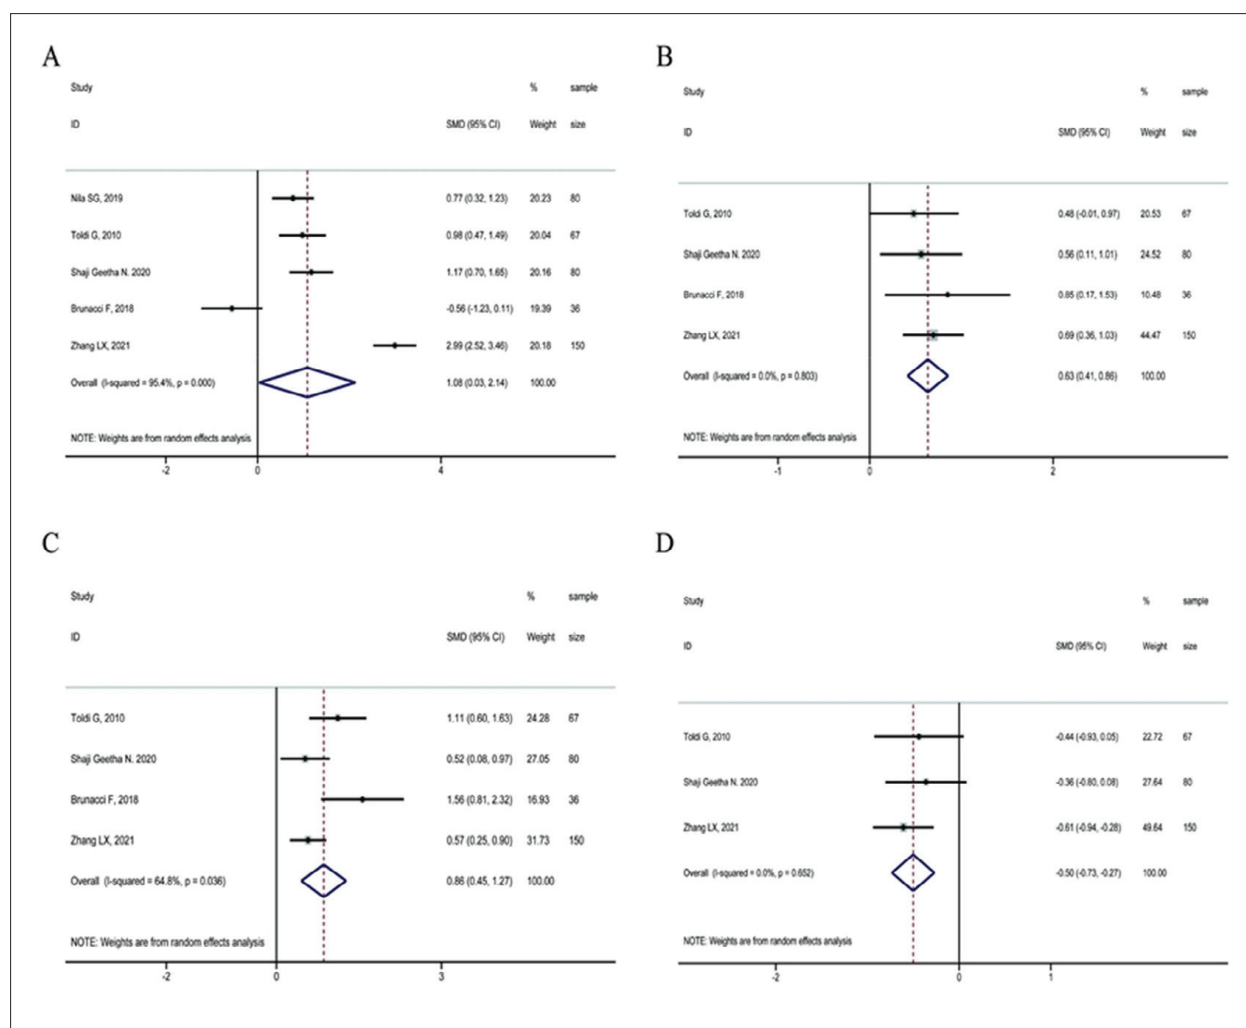 A
Study % sample
ID SMD (95% CI) Weight size
Nila SG, 2019 0.77 (0.32, 1.23) 20.23 80
Toldi G, 2010 0.98 (0.47, 1.49) 20.04 67
Shaji Geetha N. 2020 1.17 (0.70, 1.65) 20.16 80
Brunacci F, 2018 -0.56 (-1.23, 0.11) 19.39 36
Zhang LX, 2021 2.99 (2.52, 3.46) 20.18 150
Overall (I-squared = 95.4%, p = 0.000) 1.08 (0.03, 2.14) 100.00
NOTE: Weights are from random effects analysis
-2 0 4
B
Study % sample
ID SMD (95% CI) Weight size
Toldi G, 2010 0.48 (-0.01, 0.97) 20.53 67
Shaji Geetha N. 2020 0.56 (0.11, 1.01) 24.52 80
Brunacci F, 2018 0.85 (0.17, 1.53) 10.48 36
Zhang LX, 2021 0.69 (0.36, 1.03) 44.47 150
Overall (I-squared = 0.0%, p = 0.803) 0.63 (0.41, 0.86) 100.00
NOTE: Weights are from random effects analysis
-1 0 2
C
Study % sample
ID SMD (95% CI) Weight size
Toldi G, 2010 1.11 (0.60, 1.63) 24.28 67
Shaji Geetha N. 2020 0.52 (0.08, 0.97) 27.05 80
Brunacci F, 2018 1.56 (0.81, 2.32) 16.93 36
Zhang LX, 2021 0.57 (0.25, 0.90) 31.73 150
Overall (I-squared = 64.8%, p = 0.036) 0.86 (0.45, 1.27) 100.00
NOTE: Weights are from random effects analysis
-2 0 3
D
Study % sample
ID SMD (95% CI) Weight size
Toldi G, 2010 -0.44 (-0.93, 0.05) 22.72 67
Shaji Geetha N. 2020 -0.36 (-0.80, 0.08) 27.64 80
Zhang LX, 2021 -0.61 (-0.94, -0.28) 49.64 150
Overall (I-squared = 0.0%, p = 0.652) -0.50 (-0.73, -0.27) 100.00
NOTE: Weights are from random effects analysis
-2 0 1